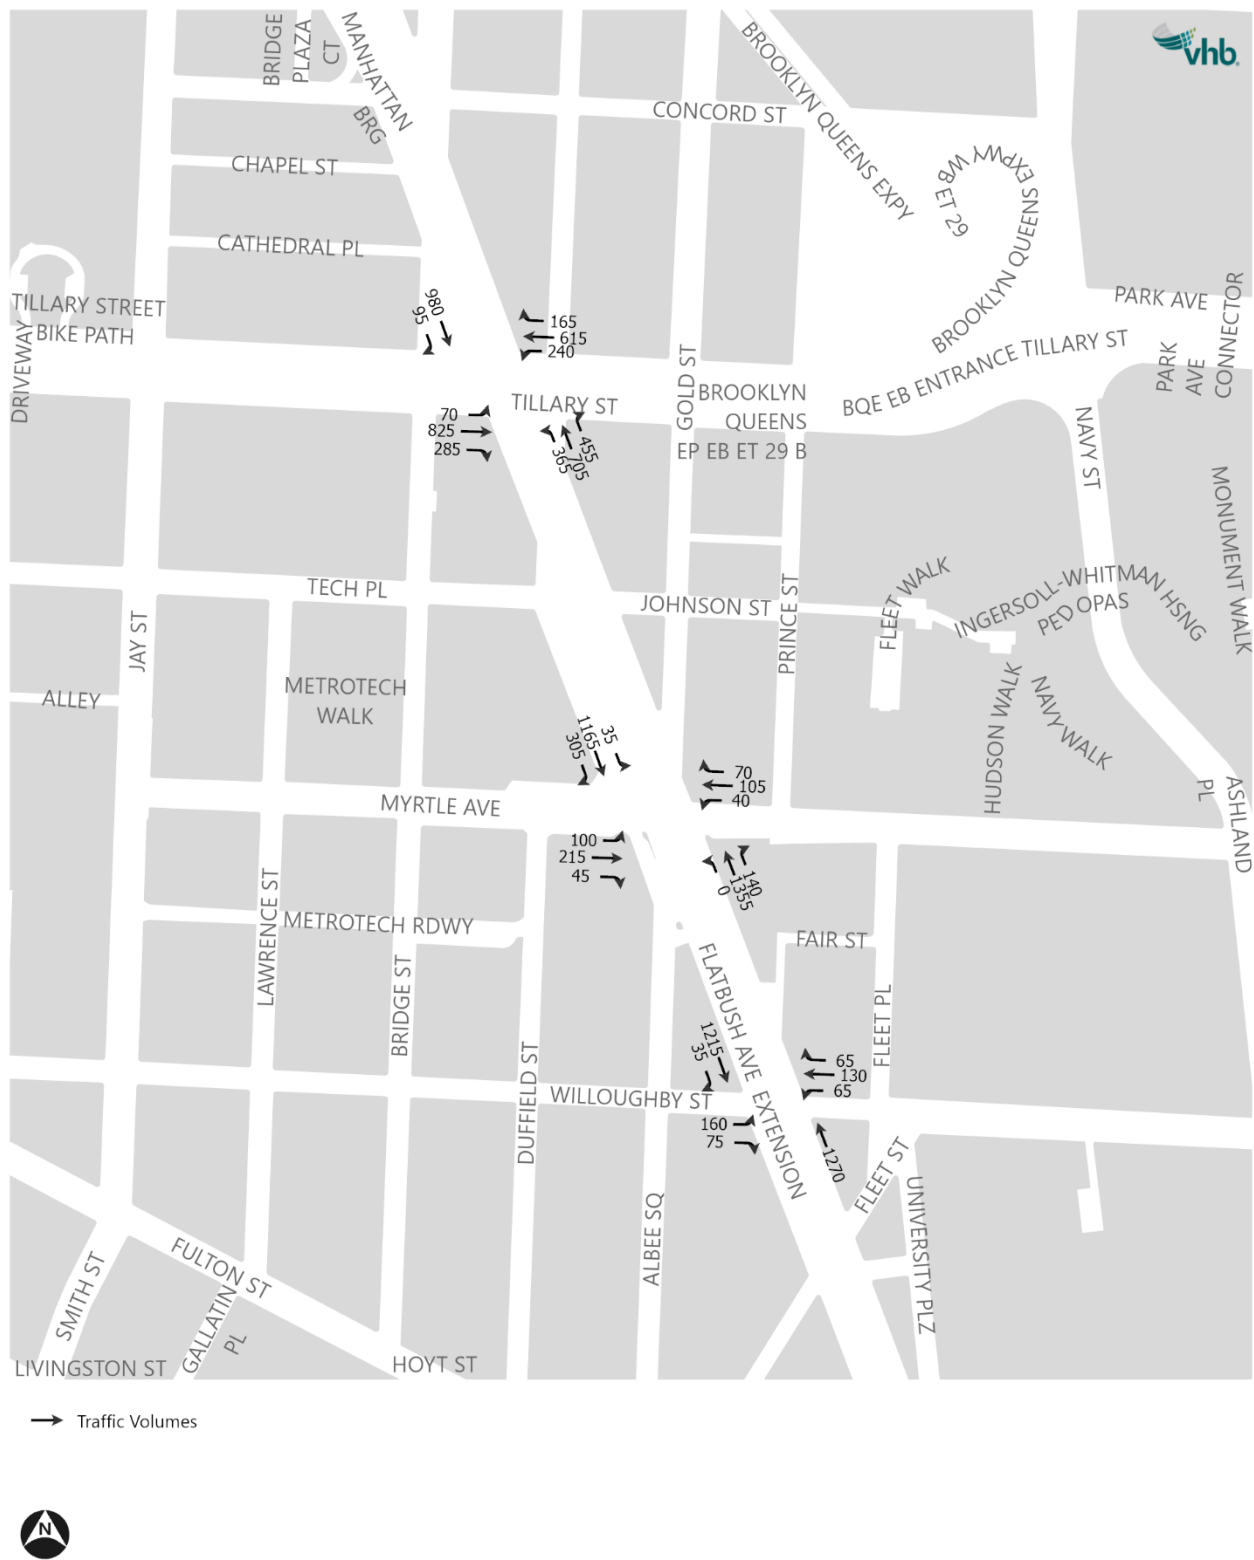 BRIDGE
PLAZA
CT
MANHATTAN
BRG
BROOKLYN QUEENS EXPY
vhb
CONCORD ST
CHAPEL ST
BROOKLYN QUEENS EXPWY WB ET 29
CATHEDRAL PL
TILLARY STREET
BIKE PATH
DRIVEWAY
980
95
165
615
240
PARK AVE
PARK
AVE
CONNECTOR
BQE EB ENTRANCE TILLARY ST
GOLD ST
BROOKLYN
QUEENS
EP EB ET 29 B
TILLARY ST
70
825
285
365
705
455
NAVY ST
MONUMENT WALK
TECH PL
JOHNSON ST
PRINCE ST
FLEET WALK
INGERSOLL-WHITMAN HSNG
PED OPAS
JAY ST
ALLEY
METROTECH
WALK
HUDSON WALK
NAVY WALK
305
1165
35
70
105
40
ASHLAND
PL
MYRTLE AVE
100
215
45
0
1355
140
LAWRENCE ST
METROTECH RDWY
BRIDGE ST
FAIR ST
FLEET PL
FLATBUSH AVE EXTENSION
1215
35
65
130
65
DUFFIELD ST
WILLOUGHBY ST
160
75
1270
FLEET ST
UNIVERSITY PLZ
ALBEE SQ
FULTON ST
SMITH ST
GALLATIN
PL
LIVINGSTON ST
HOYT ST
Traffic Volumes
N